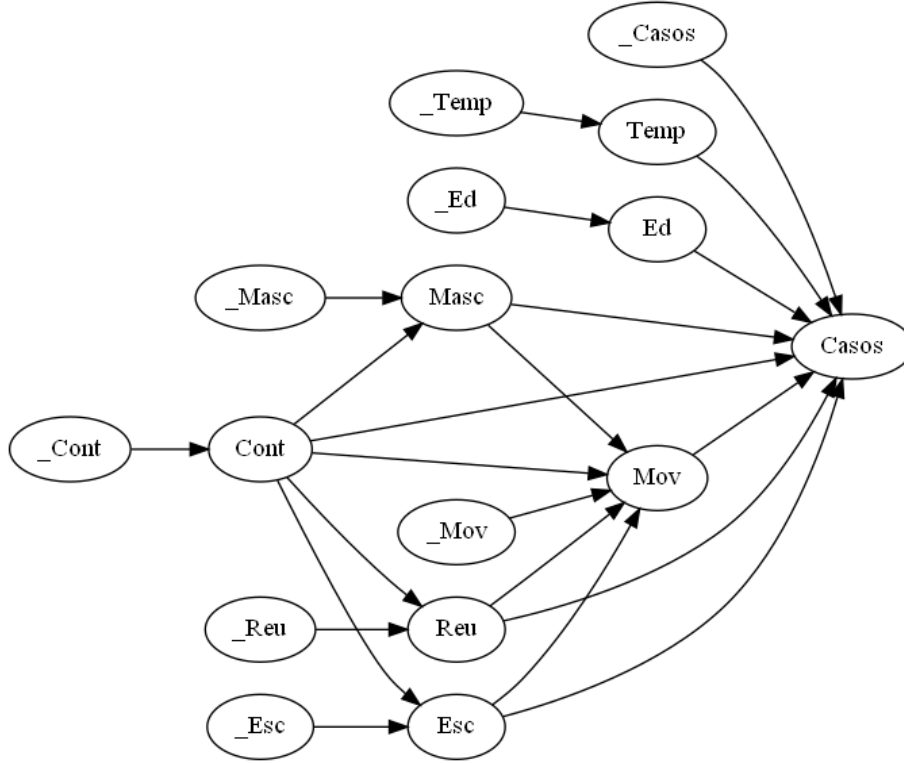 _Casos
_Temp
Temp
_Ed
Ed
_Masc
Masc
Casos
_Cont
Cont
Mov
_Mov
_Reu
Reu
_Esc
Esc